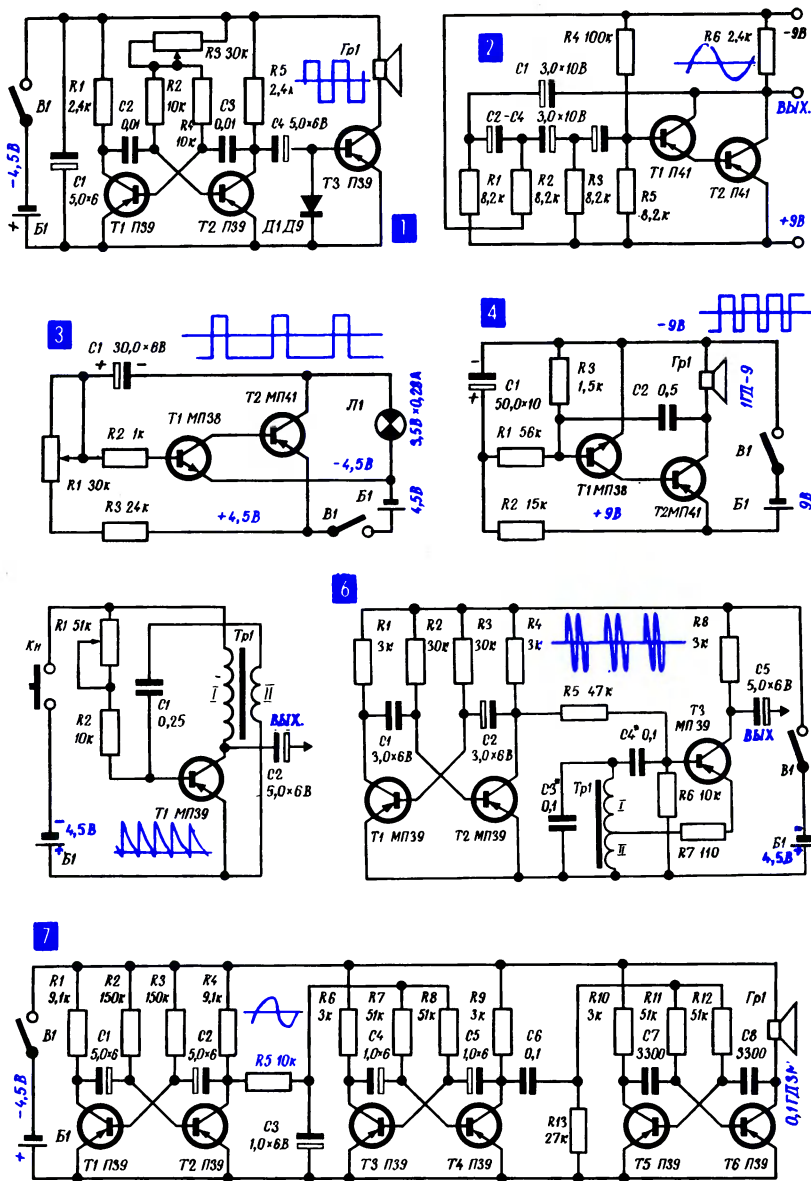 1
R3 30к
Гр1
R1
2,4к
C2
0,01
R2
10к
R4
10к
C3
0,01
R5
2,4к
C4 5,0×6В
В1
-4,5В
C1
5,0×6
+
Б1
Т1 П39
Т2 П39
Д1 Д9
Т3 П39
2
R4 100к
R6 2,4к
-9В
C1 3,0×10В
ВЫХ.
C2-C4 3,0×10В
R1
8,2к
R2
8,2к
R3
8,2к
R5
8,2к
Т1 П41
Т2 П41
+9В
3
C1 30,0×6В
+ -
Т2 МП41
Л1
3,5В×0,28А
Т1 МП38
R2 1к
-4,5В
R1 30к
R3 24к
+4,5В
В1
Б1
4,5В
4
-9В
Гр1
1ГД-9
-
C1
+
50,0×10
R3
1,5к
C2 0,5
R1 56к
Т1 МП38
R2 15к
+9В
Т2 МП41
В1
Б1
9В
Кн
R1 51к
Тр1
C1
0,25
I
II
R2
10к
ВЫХ.
C2
5,0×6В
Т1 МП39
-
4,5В
+
Б1
6
R1
3к
R2
30к
R3
30к
R4
3к
R8
3к
R5 47к
C5
5,0×6В
ВЫХ
C1
3,0×6В
C2
3,0×6В
C4* 0,1
Т3
МП39
C3*
0,1
Тр1
I
II
R6 10к
R7 110
Т1 МП39
Т2 МП39
В1
Б1
4,5В
+
7
R1
9,1к
R2
150к
R3
150к
R4
9,1к
R6
3к
R7
51к
R8
51к
R9
3к
R10
3к
R11
51к
R12
51к
Гр1
В1
C1
5,0×6
C2
5,0×6
R5 10к
C4
1,0×6
C5
1,0×6
C6
0,1
C7
3300
C8
3300
-4,5В
+
Б1
C3
1,0×6В
R13
27к
Т1 П39
Т2 П39
Т3 П39
Т4 П39
Т5 П39
Т6 П39